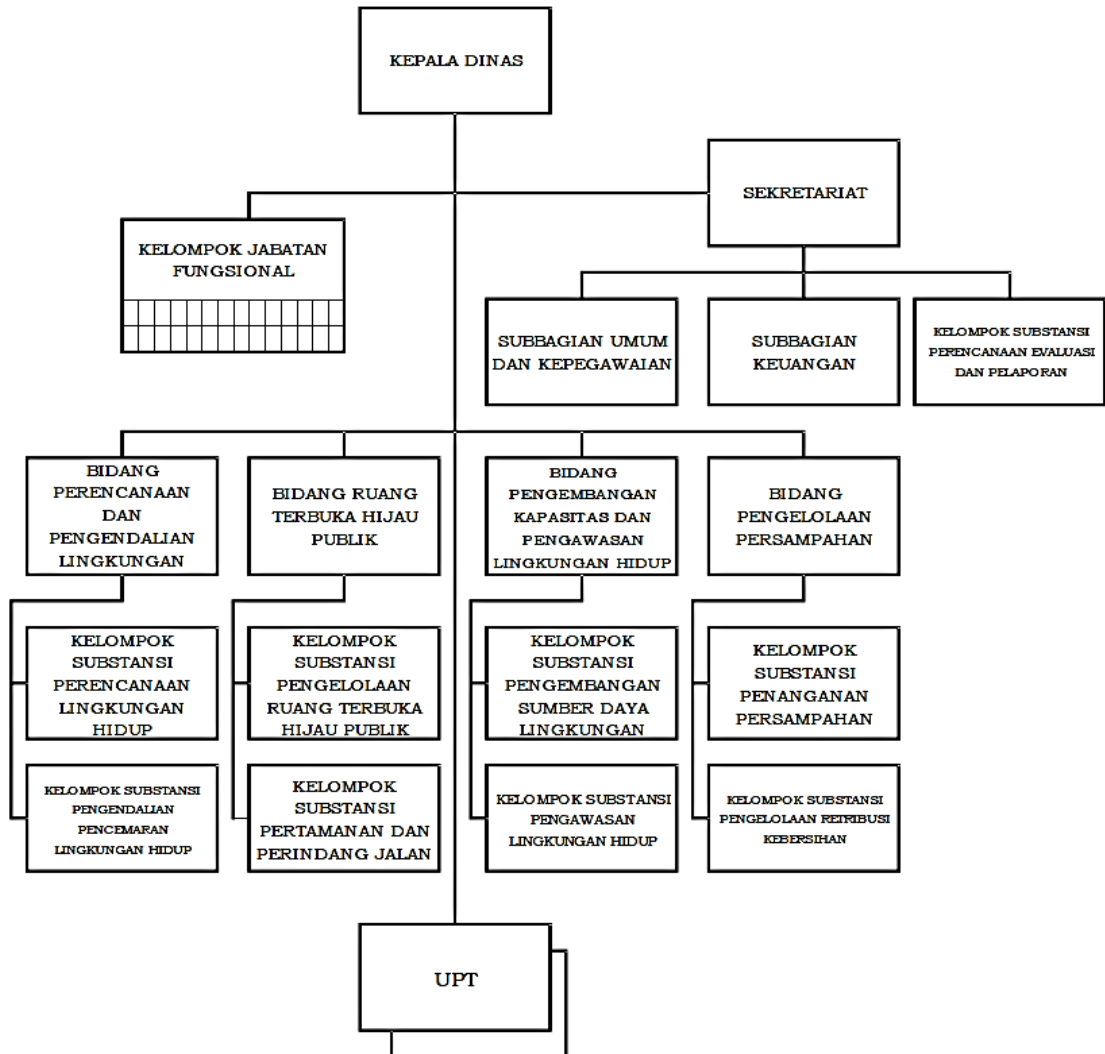 KEPALA DINAS
SEKRETARIAT
KELOMPOK JABATAN
FUNGSIONAL
SUBBAGIAN UMUM
DAN KEPEGAWAIAN
SUBBAGIAN
KEUANGAN
KELOMPOK SUBSTANSI
PERENCANAAN EVALUASI
DAN PELAPORAN
BIDANG
PERENCANAAN
DAN
PENGENDALIAN
LINGKUNGAN
BIDANG RUANG
TERBUKA HIJAU
PUBLIK
BIDANG
PENGEMBANGAN
KAPASITAS DAN
PENGAWASAN
LINGKUNGAN HIDUP
BIDANG
PENGELOLAAN
PERSAMPAHAN
KELOMPOK
SUBSTANSI
PERENCANAAN
LINGKUNGAN
HIDUP
KELOMPOK
SUBSTANSI
PENGELOLAAN
RUANG TERBUKA
HIJAU PUBLIK
KELOMPOK
SUBSTANSI
PENGEMBANGAN
SUMBER DAYA
LINGKUNGAN
KELOMPOK
SUBSTANSI
PENANGANAN
PERSAMPAHAN
KELOMPOK SUBSTANSI
PENGENDALIAN
PENCEMARAN
LINGKUNGAN HIDUP
KELOMPOK
SUBSTANSI
PERTAMANAN DAN
PERINDANG JALAN
KELOMPOK SUBSTANSI
PENGAWASAN
LINGKUNGAN HIDUP
KELOMPOK SUBSTANSI
PENGELOLAAN RETRIBUSI
KEBERSIHAN
UPT